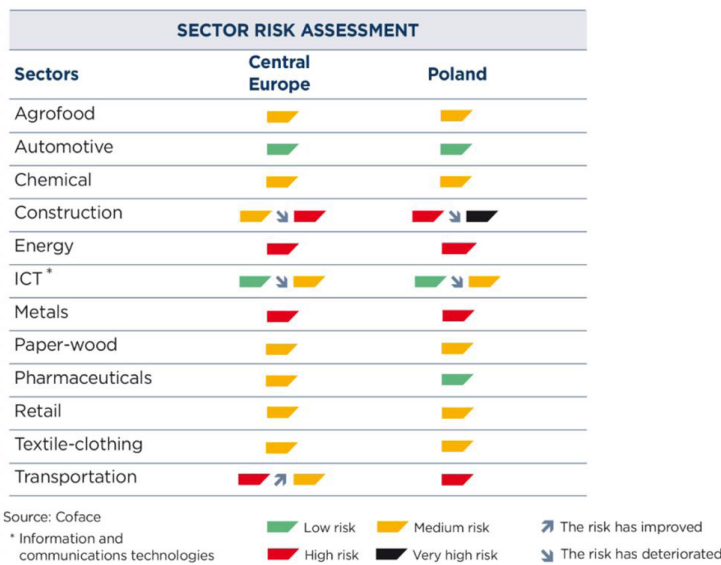 SECTOR RISK ASSESSMENT
Sectors
Central
Europe
Poland
Agrofood
Automotive
Chemical
Construction
Energy
ICT *
Metals
Paper-wood
Pharmaceuticals
Retail
Textile-clothing
Transportation
Source: Coface
* Information and
communications technologies
Low risk
Medium risk
The risk has improved
High risk
Very high risk
The risk has deteriorated